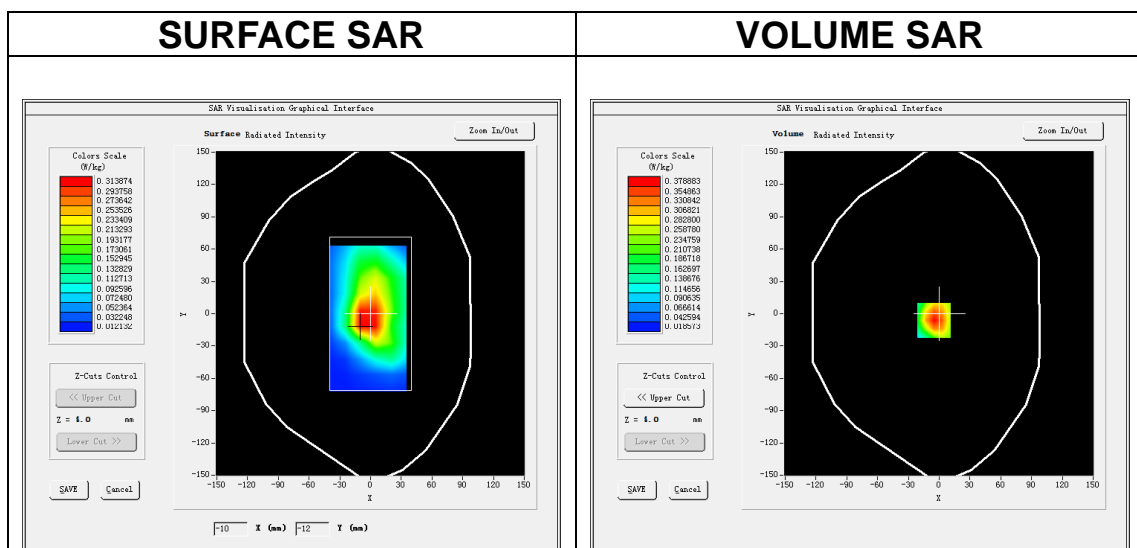 SURFACE SAR
VOLUME SAR
SAR Visualisation Graphical Interface
Surface Radiated Intensity
Zoom In/Out
Colors Scale
(W/kg)
0.313874
0.293758
0.273642
0.253526
0.233409
0.213293
0.193177
0.173061
0.152945
0.132829
0.112713
0.092596
0.072480
0.052364
0.032248
0.012132
Z-Cuts Control
<< Upper Cut
Z = 4.0 mm
Lower Cut >>
SAVE
Cancel
150
120
90
60
30
0
-30
-60
-90
-120
-150
Y
-150 -120 -90 -60 -30 0 30 60 90 120 150
X
-10 X (mm) -12 Y (mm)
SAR Visualisation Graphical Interface
Volume Radiated Intensity
Zoom In/Out
Colors Scale
(W/kg)
0.378883
0.354863
0.330842
0.306821
0.282800
0.258780
0.234759
0.210738
0.186718
0.162697
0.138676
0.114656
0.090635
0.066614
0.042594
0.018573
Z-Cuts Control
<< Upper Cut
Z = 4.0 mm
Lower Cut >>
SAVE
Cancel
150
120
90
60
30
0
-30
-60
-90
-120
-150
Y
-150 -120 -90 -60 -30 0 30 60 90 120 150
X